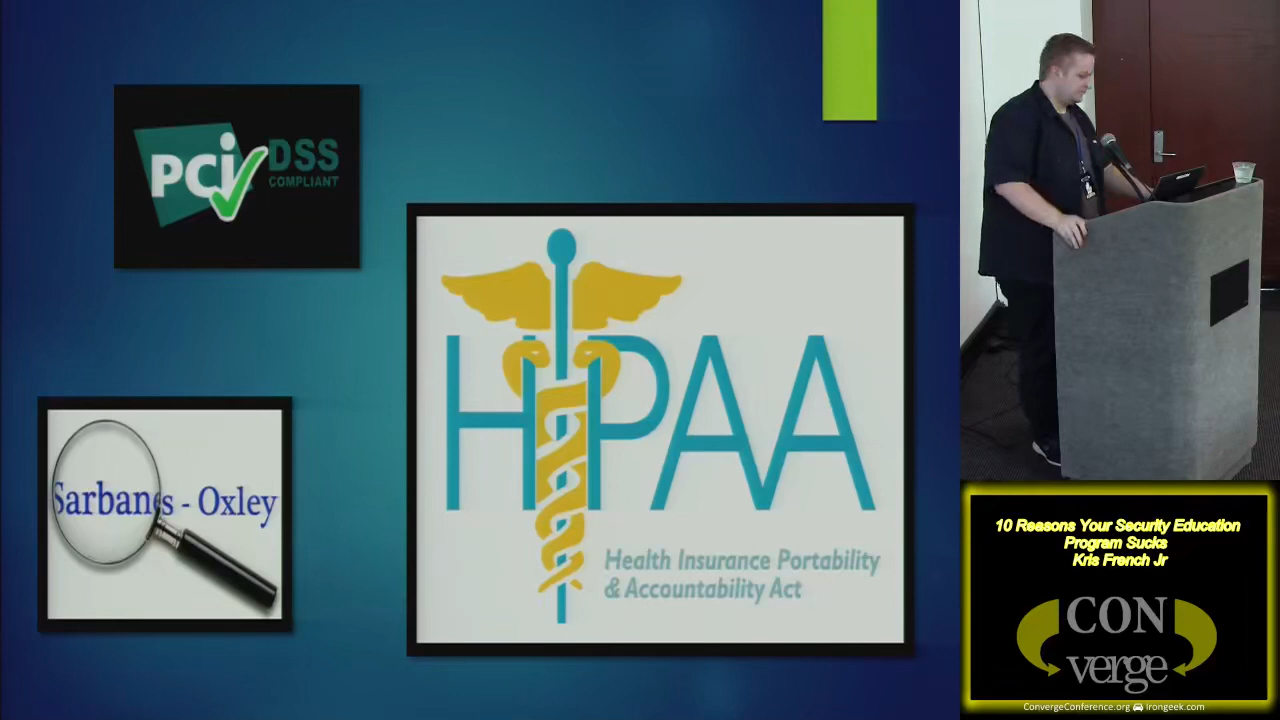 PCi DSS
COMPLIANT
HIPAA
Health Insurance Portability
& Accountability Act
Sarbanes - Oxley
10 Reasons Your Security Education
Program Sucks
Kris French Jr
CON
verge
ConvergeConference.org Irongeek.com